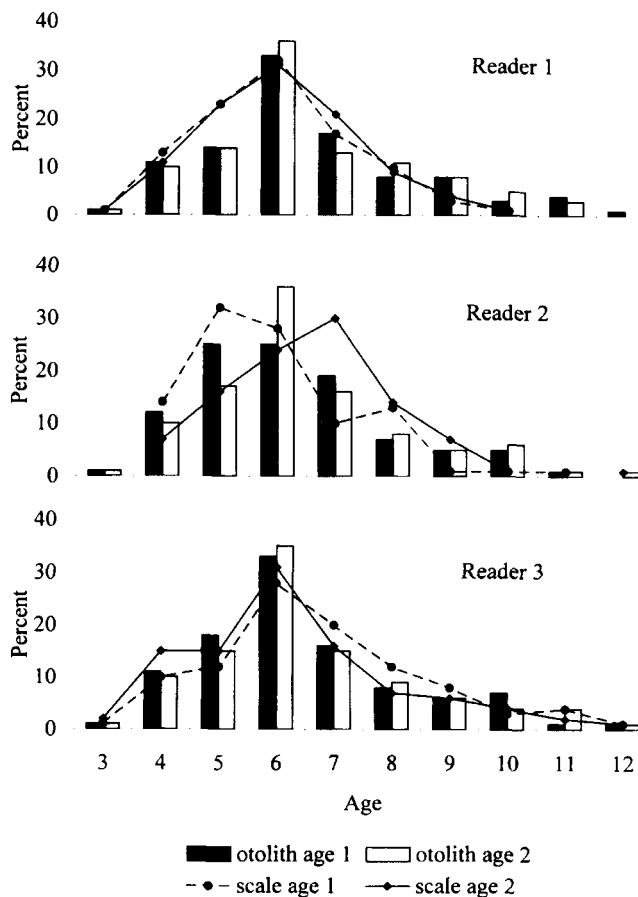 40
30
20
10
0
Percent
Reader 1
40
30
20
10
0
Percent
Reader 2
40
30
20
10
0
Percent
Reader 3
3 4 5 6 7 8 9 10 11 12
Age
otolith age 1 otolith age 2
scale age 1 scale age 2